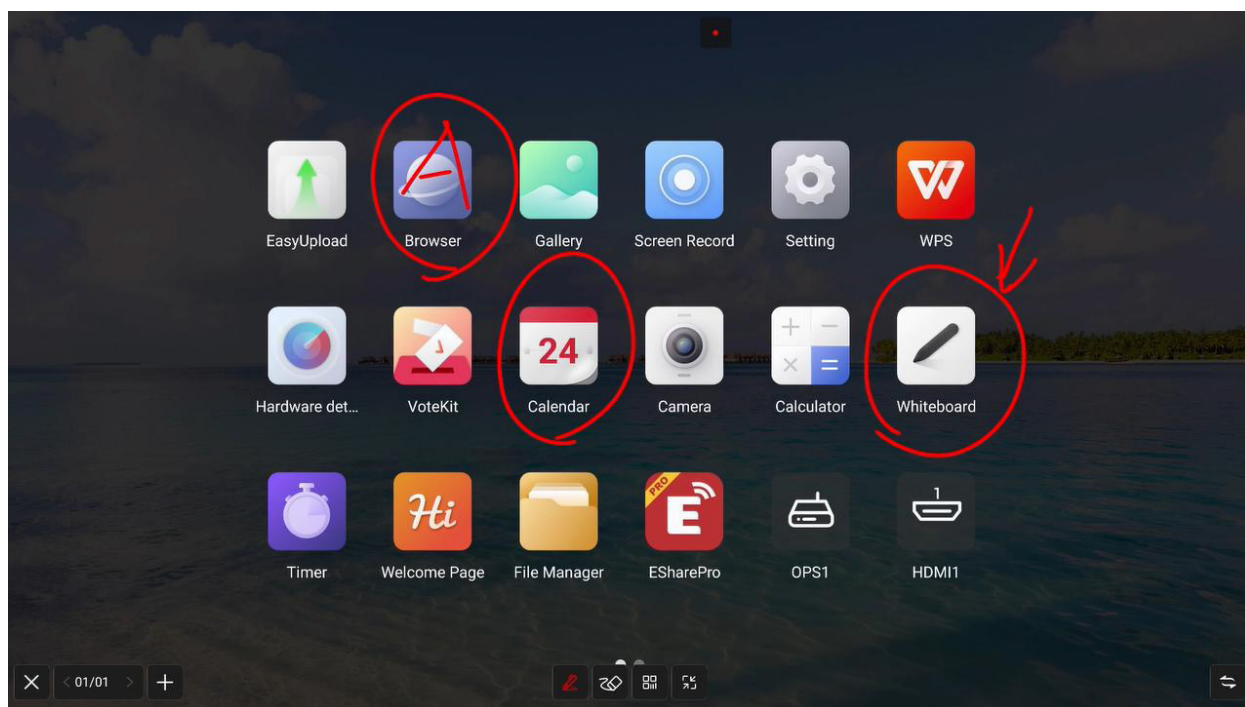 A
EasyUpload Browser Gallery Screen Record Setting WPS
24
Hardware det... VoteKit Calendar Camera Calculator Whiteboard
Hi PRO E 1
Timer Welcome Page File Manager ESharePro OPS1 HDMI1
01/01